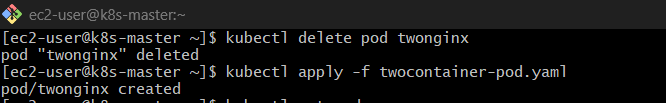 ec2-user@k8s-master:~
[ec2-user@k8s-master ~]$ kubectl delete pod twonginx
pod "twonginx" deleted
[ec2-user@k8s-master ~]$ kubectl apply -f twocontainer-pod.yaml
pod/twonginx created